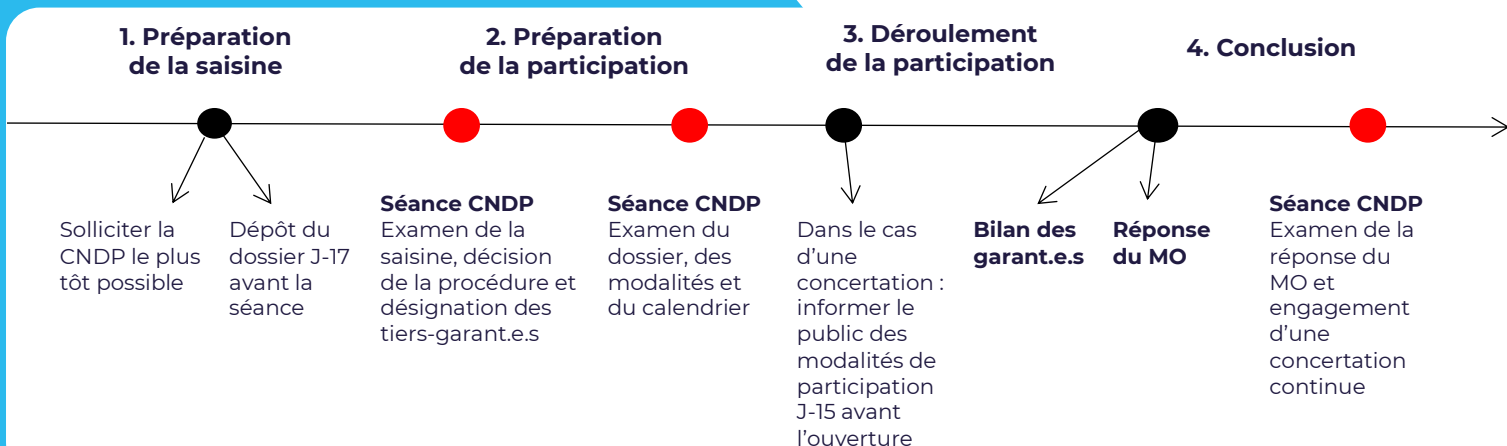 1. Préparation
de la saisine
2. Préparation
de la participation
3. Déroulement
de la participation
4. Conclusion
Solliciter la
CNDP le plus
tôt possible
Dépôt du
dossier J-17
avant la
séance
Séance CNDP
Examen de la
saisine, décision
de la procédure et
désignation des
tiers-garant.e.s
Séance CNDP
Examen du
dossier, des
modalités et
du calendrier
Dans le cas
d'une
concertation :
informer le
public des
modalités de
participation
J-15 avant
l'ouverture
Bilan des
garant.e.s
Réponse
du MO
Séance CNDP
Examen de la
réponse du
MO et
engagement
d'une
concertation
continue